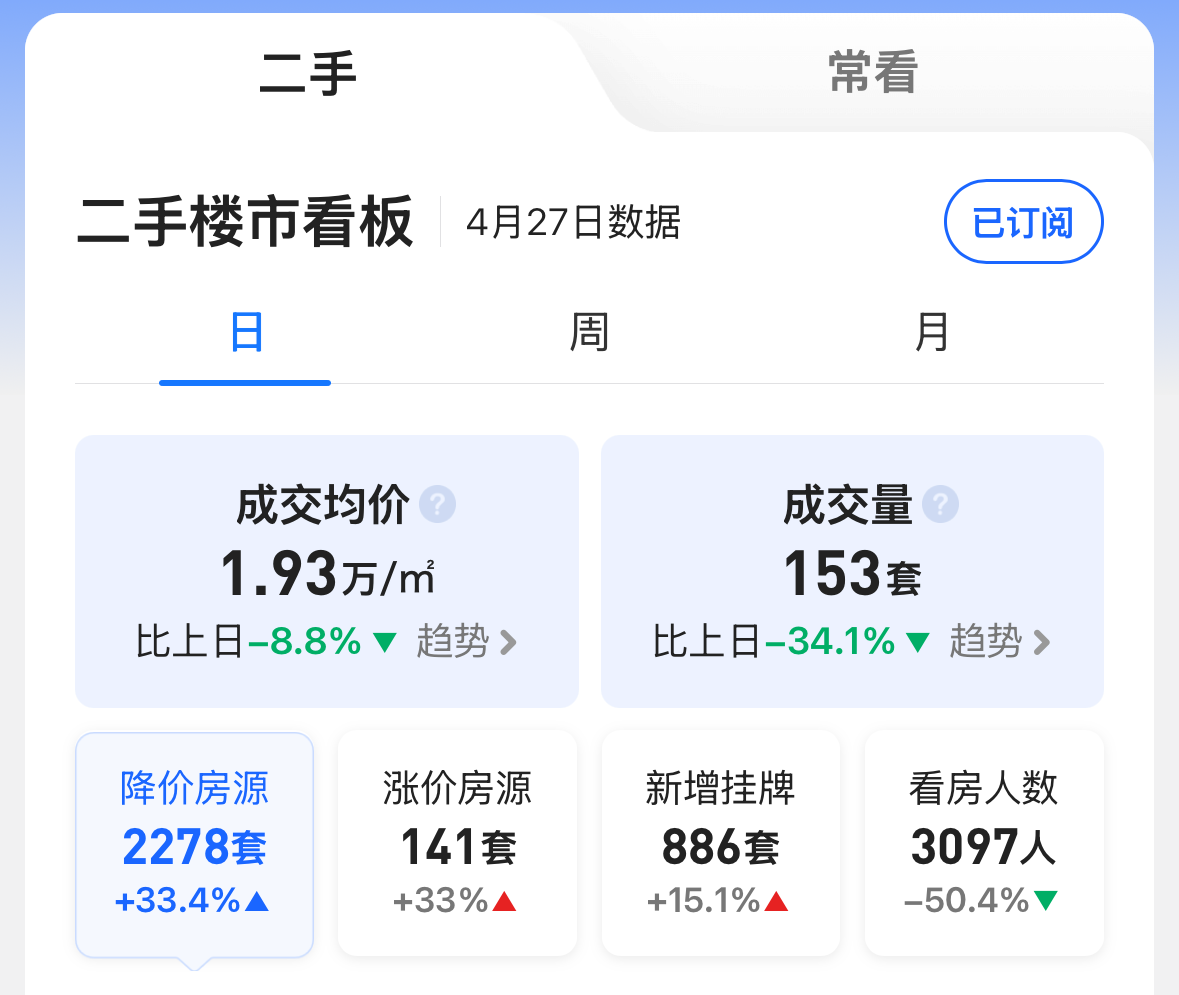 二手 常看
二手楼市看板 4月27日数据 已订阅
日 周 月
成交均价 ?
1.93万/㎡
比上日-8.8%▼ 趋势 >
成交量 ?
153套
比上日-34.1%▼ 趋势 >
降价房源
2278套
+33.4%▲
涨价房源
141套
+33%▲
新增挂牌
886套
+15.1%▲
看房人数
3097人
-50.4%▼